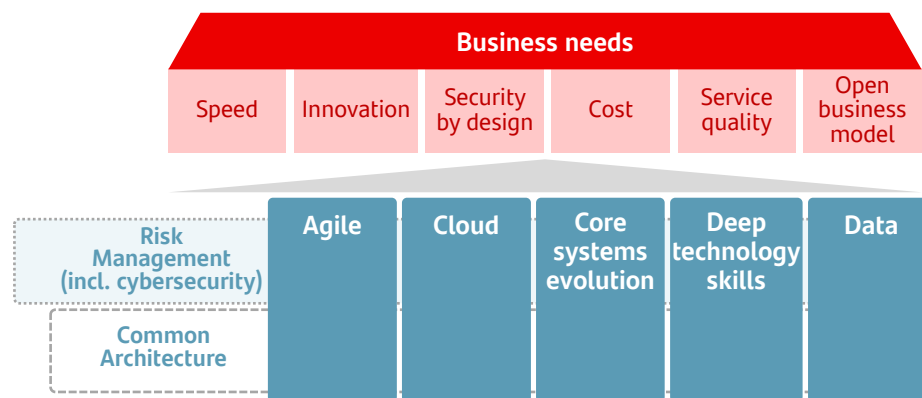 Business needs
Speed
Innovation
Security
by design
Cost
Service
quality
Open
business
model
Risk
Management
(incl. cybersecurity)
Common
Architecture
Agile
Cloud
Core
systems
evolution
Deep
technology
skills
Data